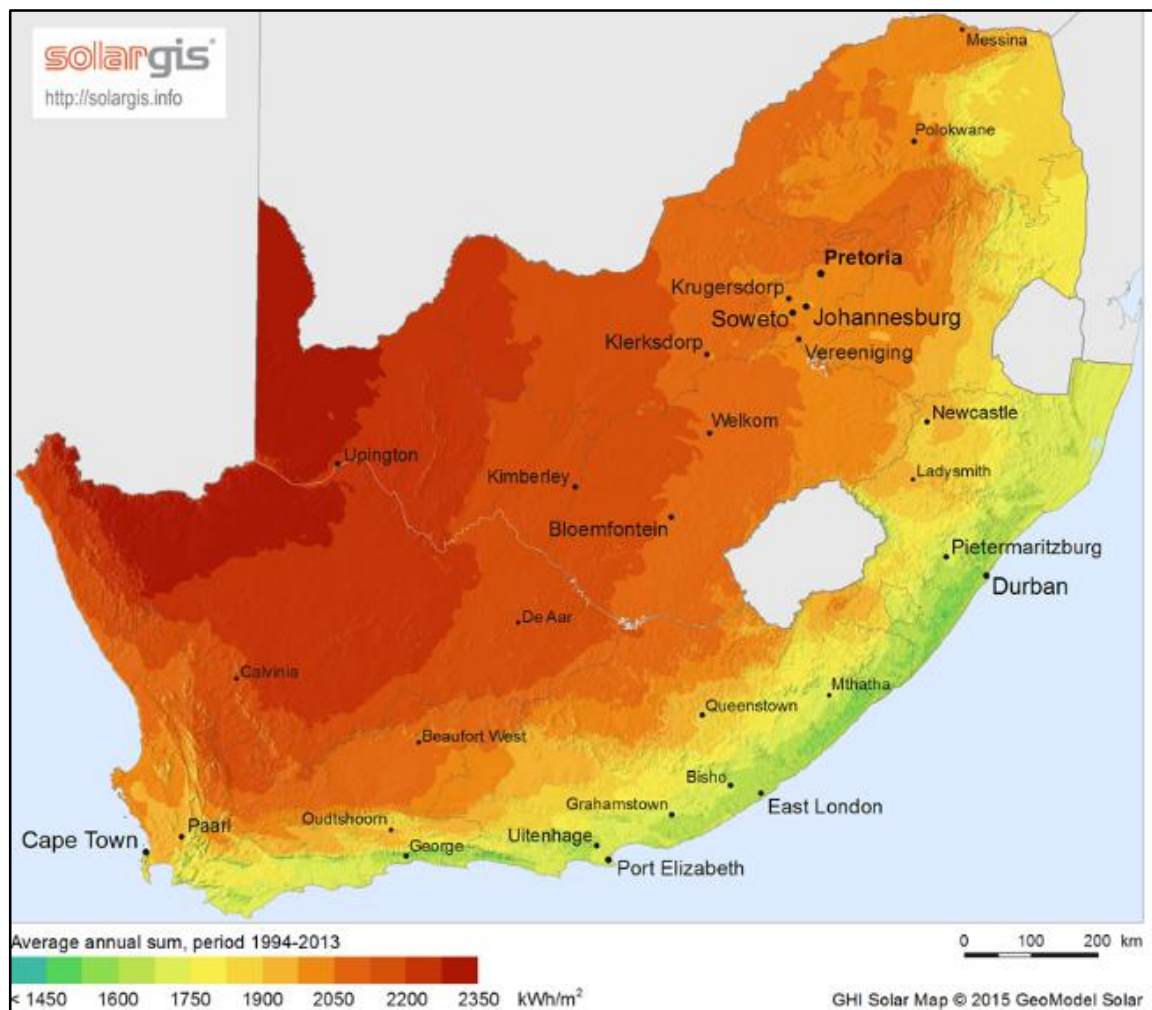 solargis
http://solargis.info
Messina
Polokwane
Pretoria
Krugersdorp
Soweto
Johannesburg
Klerksdorp
Vereeniging
Newcastle
Welkom
Upington
Kimberley
Ladysmith
Bloemfontein
Pietermaritzburg
Durban
De Aar
Calvinia
Mthatha
Queenstown
Beaufort West
Bisho
East London
Grahamstown
Oudtshoorn
Paarl
Cape Town
Uitenhage
George
Port Elizabeth
Average annual sum, period 1994-2013
0 100 200 km
< 1450 1600 1750 1900 2050 2200 2350 kWh/m²
GHI Solar Map © 2015 GeoModel Solar